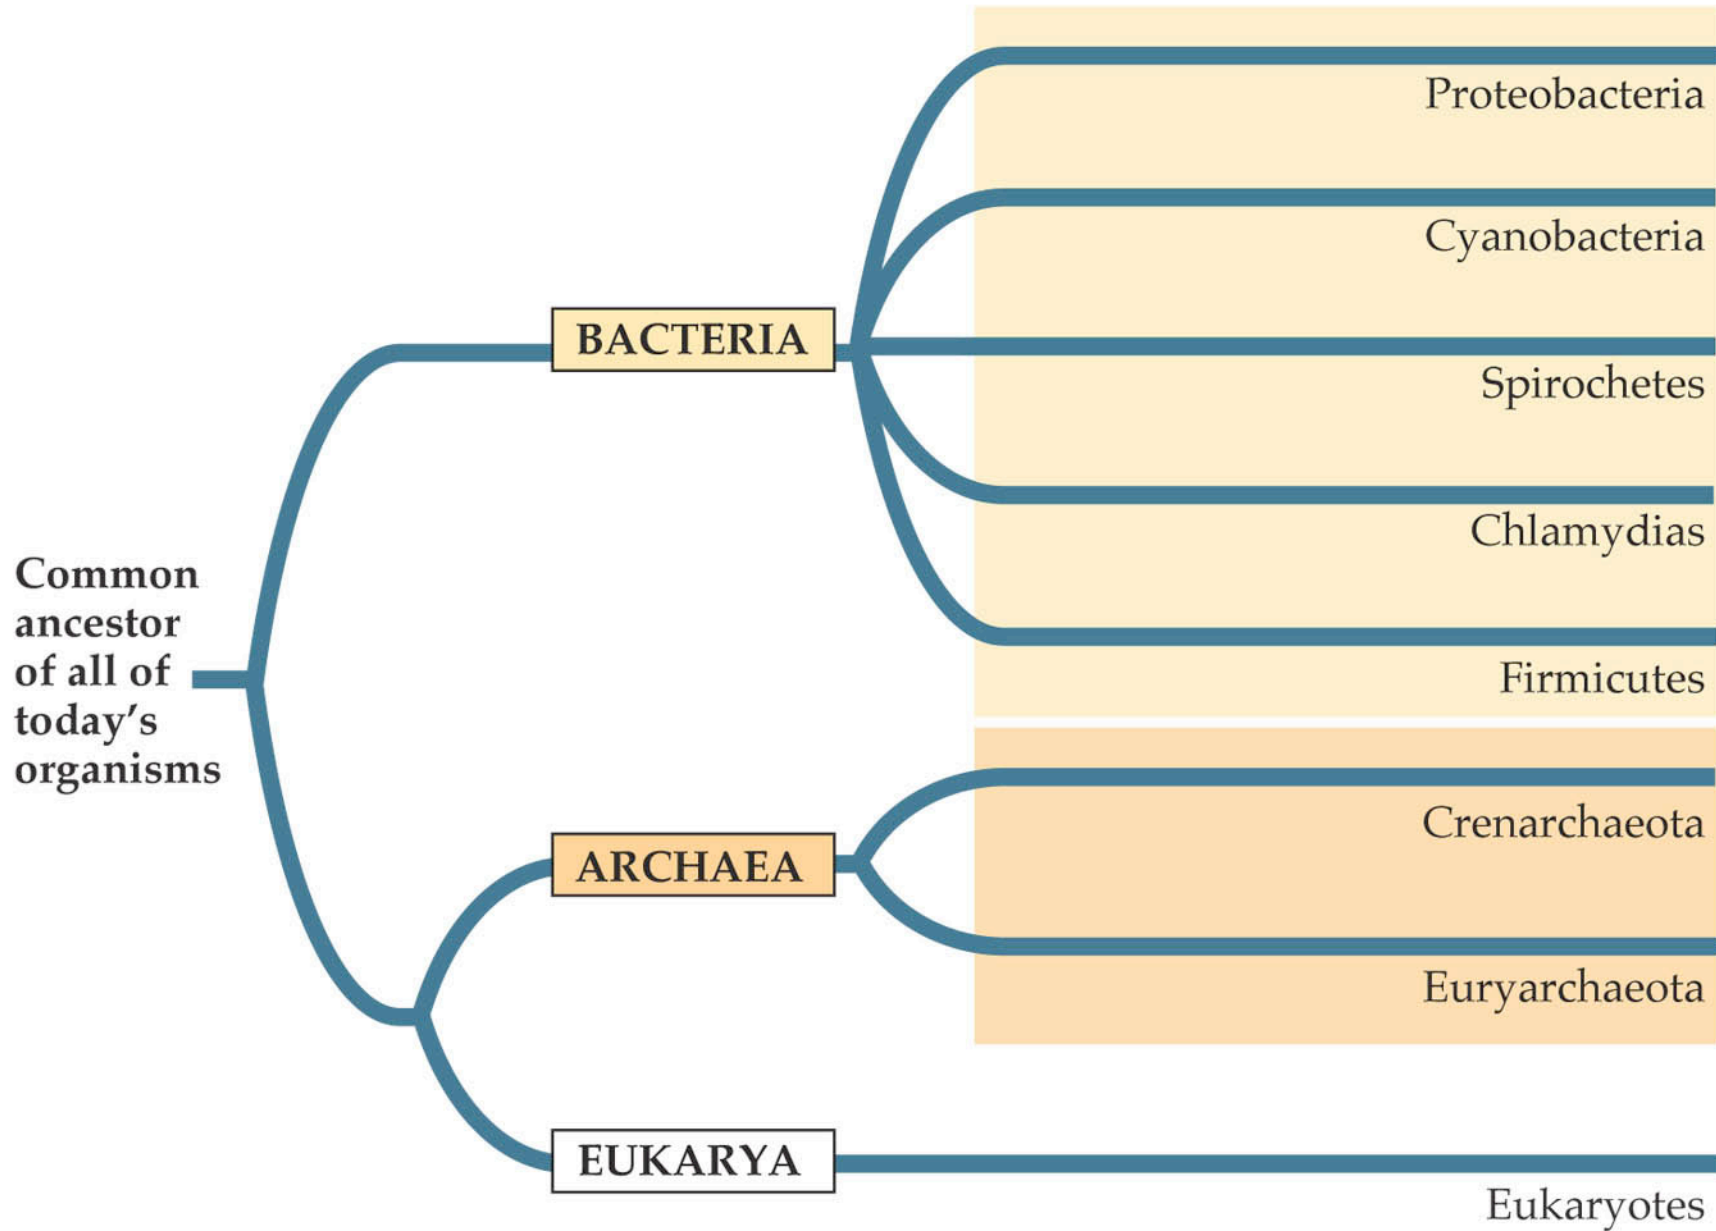 Proteobacteria
Cyanobacteria
BACTERIA
Spirochetes
Chlamydias
Common
ancestor
of all of
today's
organisms
Firmicutes
Crenarchaeota
ARCHAEA
Euryarchaeota
EUKARYA
Eukaryotes